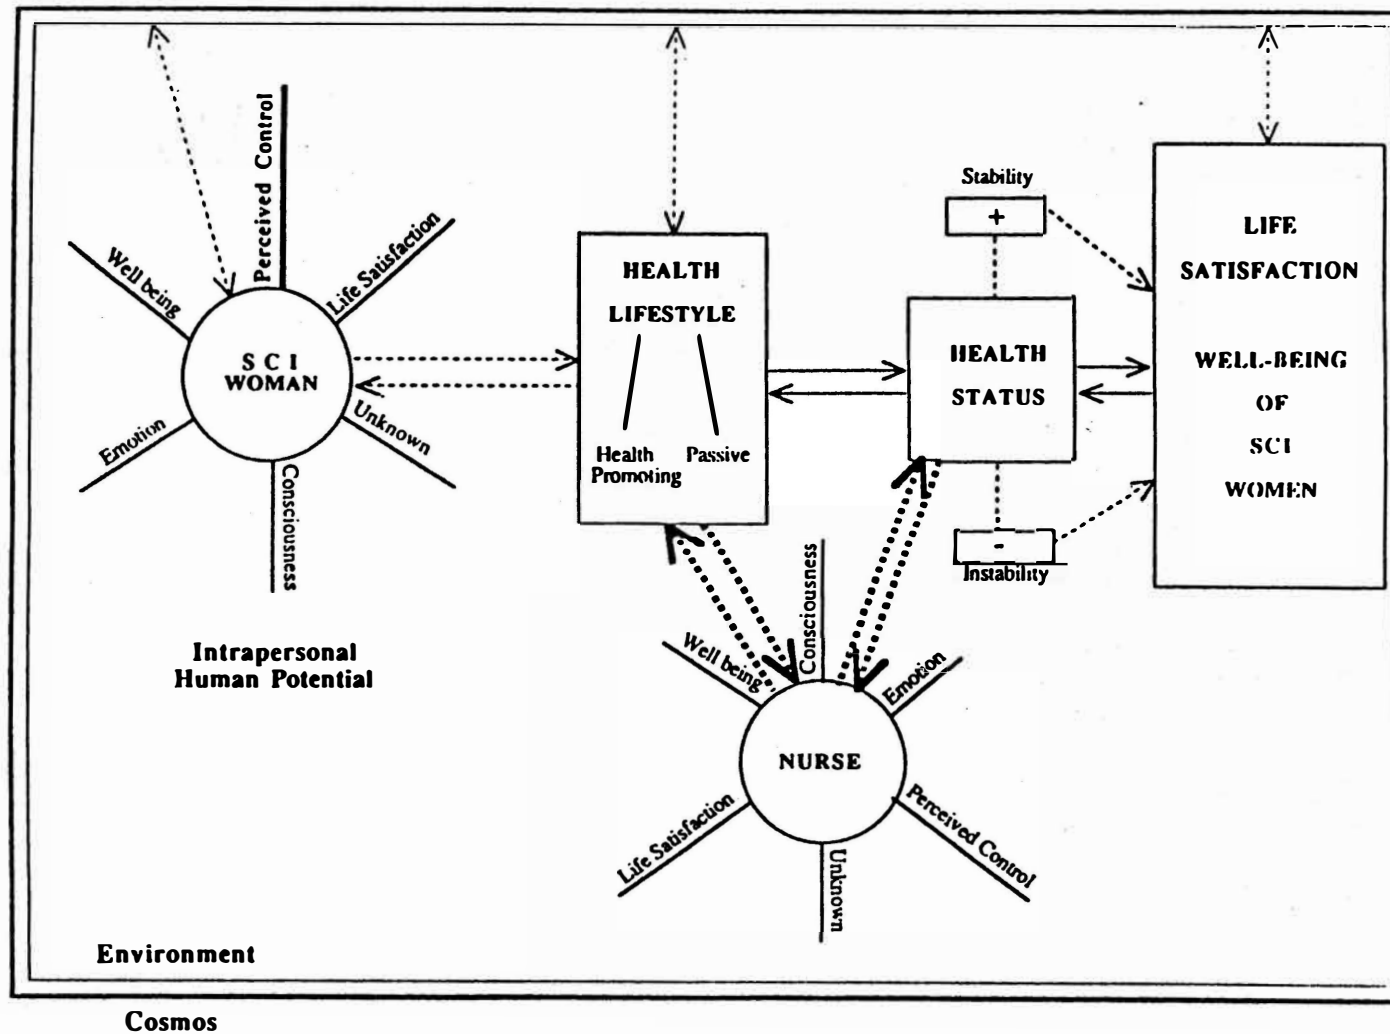 Perceived Control
Well being
Life Satisfaction
S C I
WOMAN
Emotion
Unknown
Consciousness
Intrapersonal
Human Potential
HEALTH
LIFESTYLE
Health
Promoting
Passive
Stability
+
HEALTH
STATUS
-
Instability
LIFE
SATISFACTION
WELL-BEING
OF
SCI
WOMEN
Well being
Consciousness
Emotion
NURSE
Life Satisfaction
Unknown
Perceived Control
Environment
Cosmos